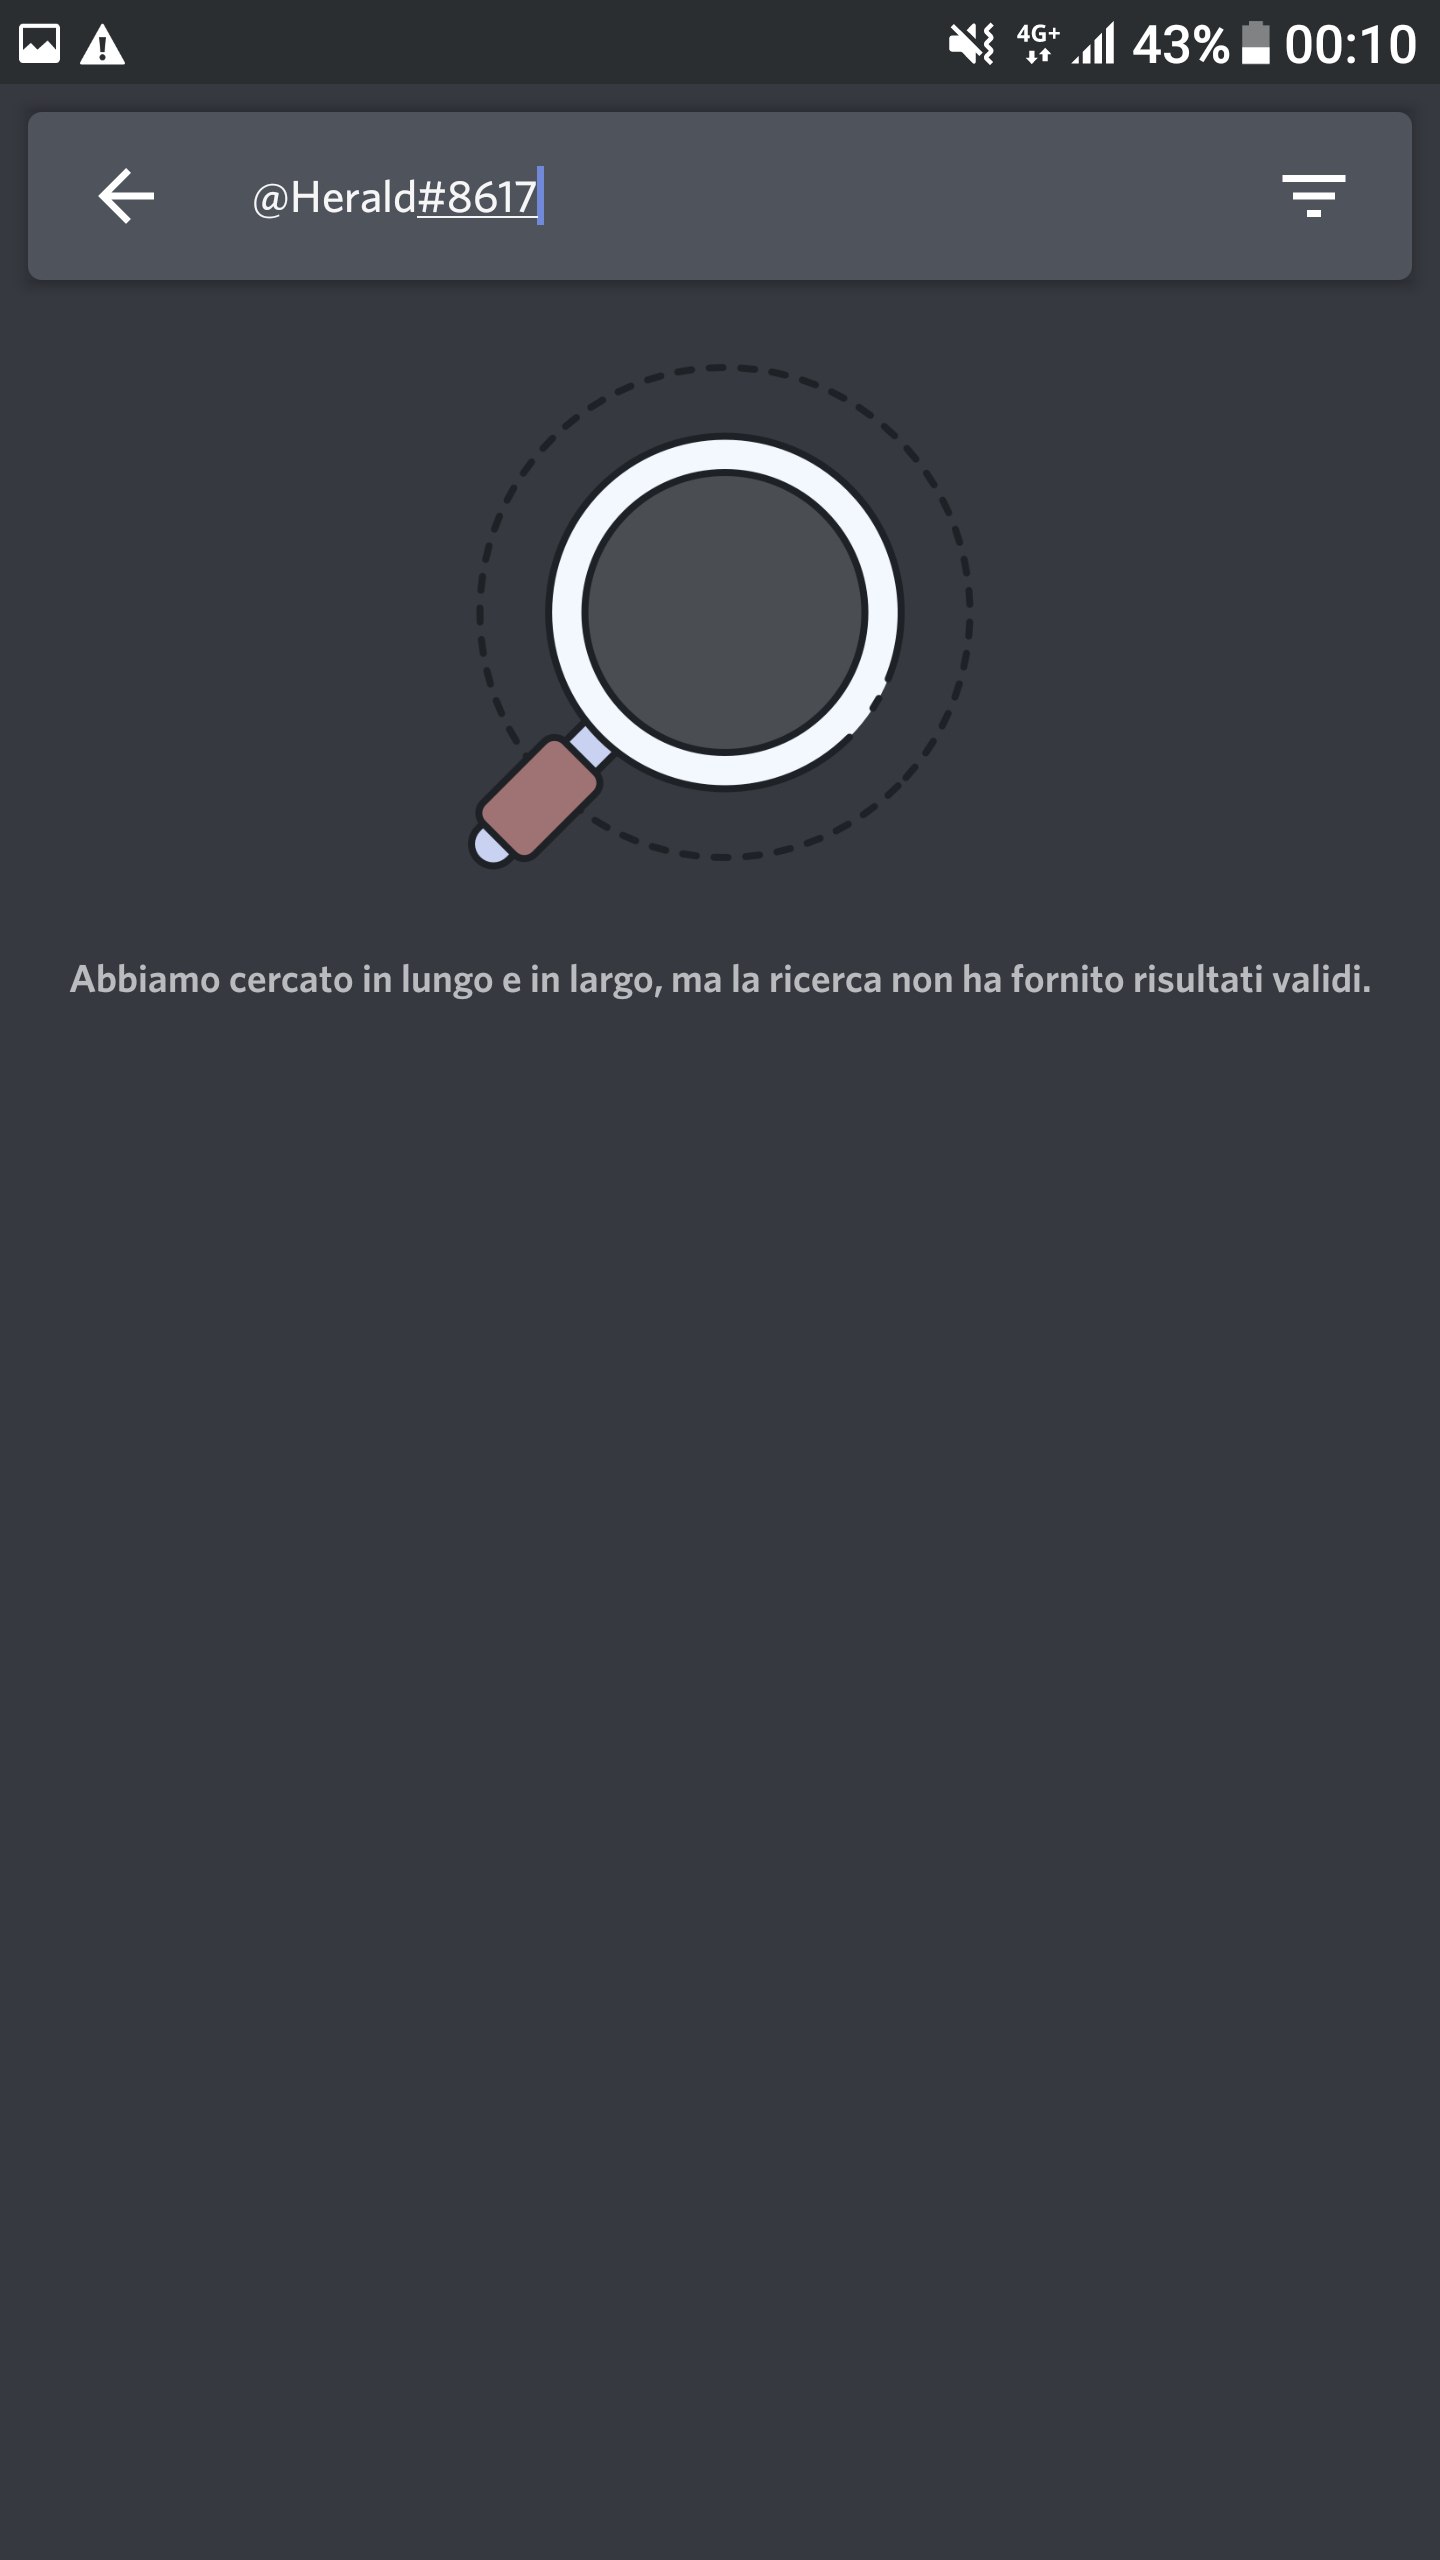 4G+ 43% 00:10
@Herald#8617
Abbiamo cercato in lungo e in largo, ma la ricerca non ha fornito risultati validi.